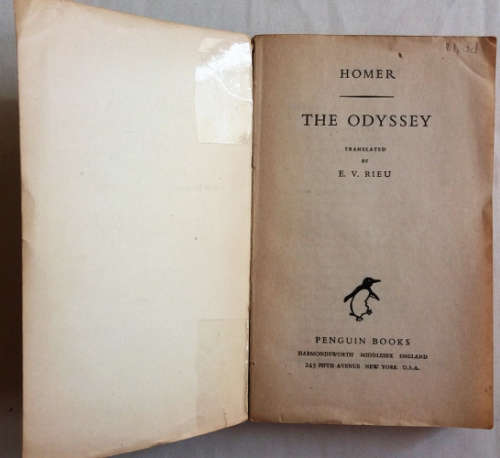 HOMER
THE ODYSSEY
TRANSLATED
BY
E. V. RIEU
PENGUIN BOOKS
HARMONDSWORTH MIDDLESEX ENGLAND
245 FIFTH AVENUE NEW YORK U.S.A.